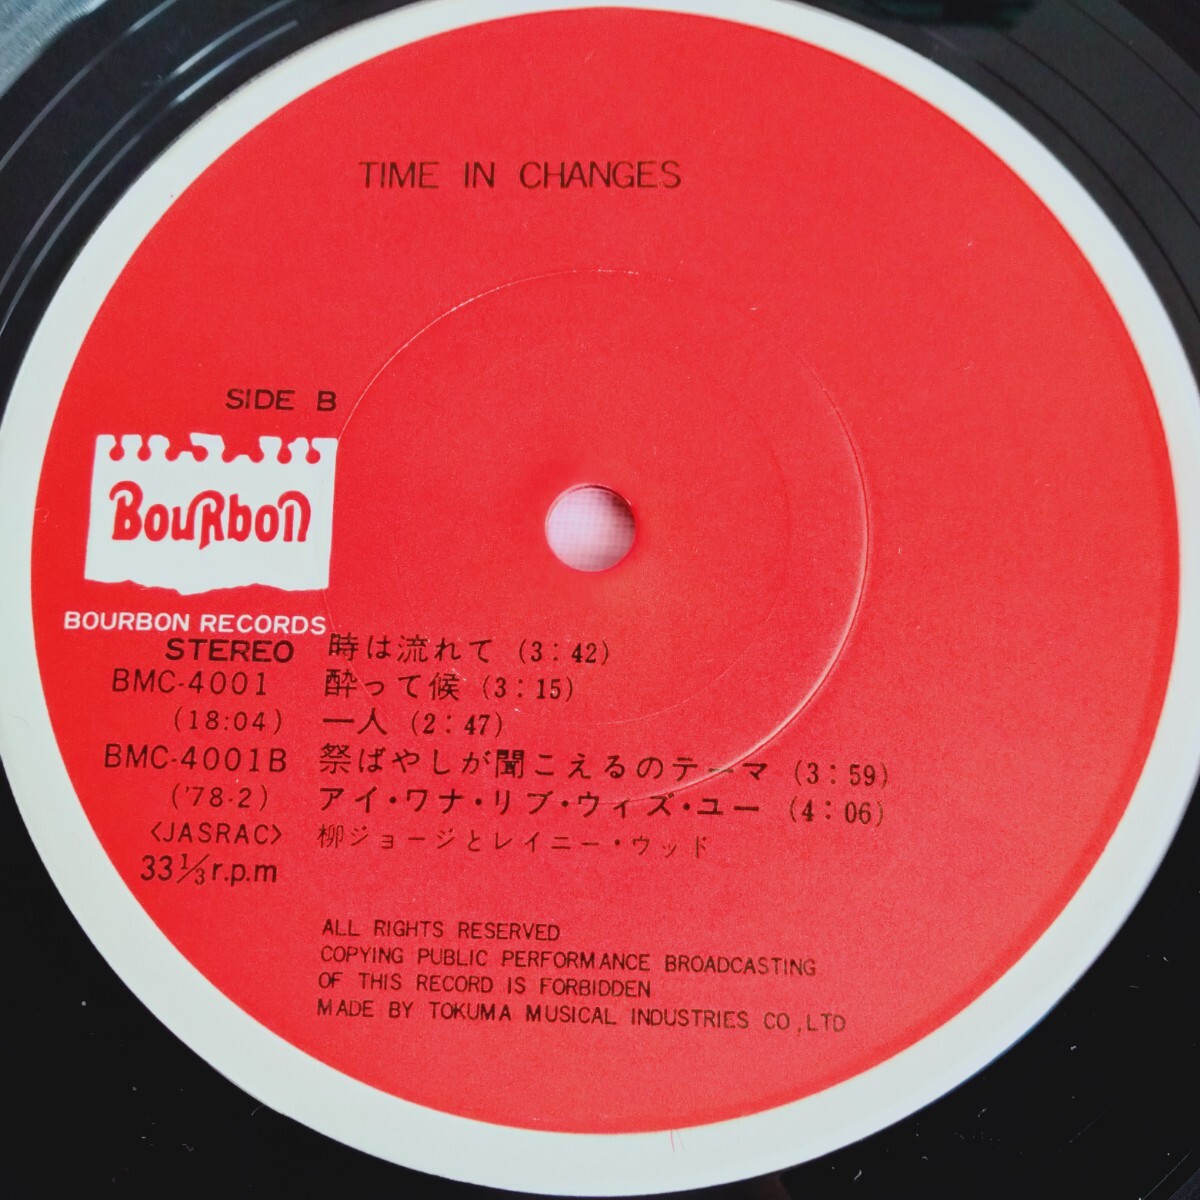 TIME IN CHANGES
SIDE B
BouRbon
BOURBON RECORDS
STEREO 時は流れて (3:42)
BMC-4001 酔って候 (3:15)
(18:04) 一人 (2:47)
BMC-4001B 祭ばやしが聞こえるのテーマ (3:59)
('78·2) アイ・ワナ・リブ・ウィズ・ユー (4:06)
<JASRAC> 柳ジョージとレイニー・ウッド
33 1/3 r.p.m
ALL RIGHTS RESERVED
COPYING PUBLIC PERFORMANCE BROADCASTING
OF THIS RECORD IS FORBIDDEN
MADE BY TOKUMA MUSICAL INDUSTRIES CO.,LTD